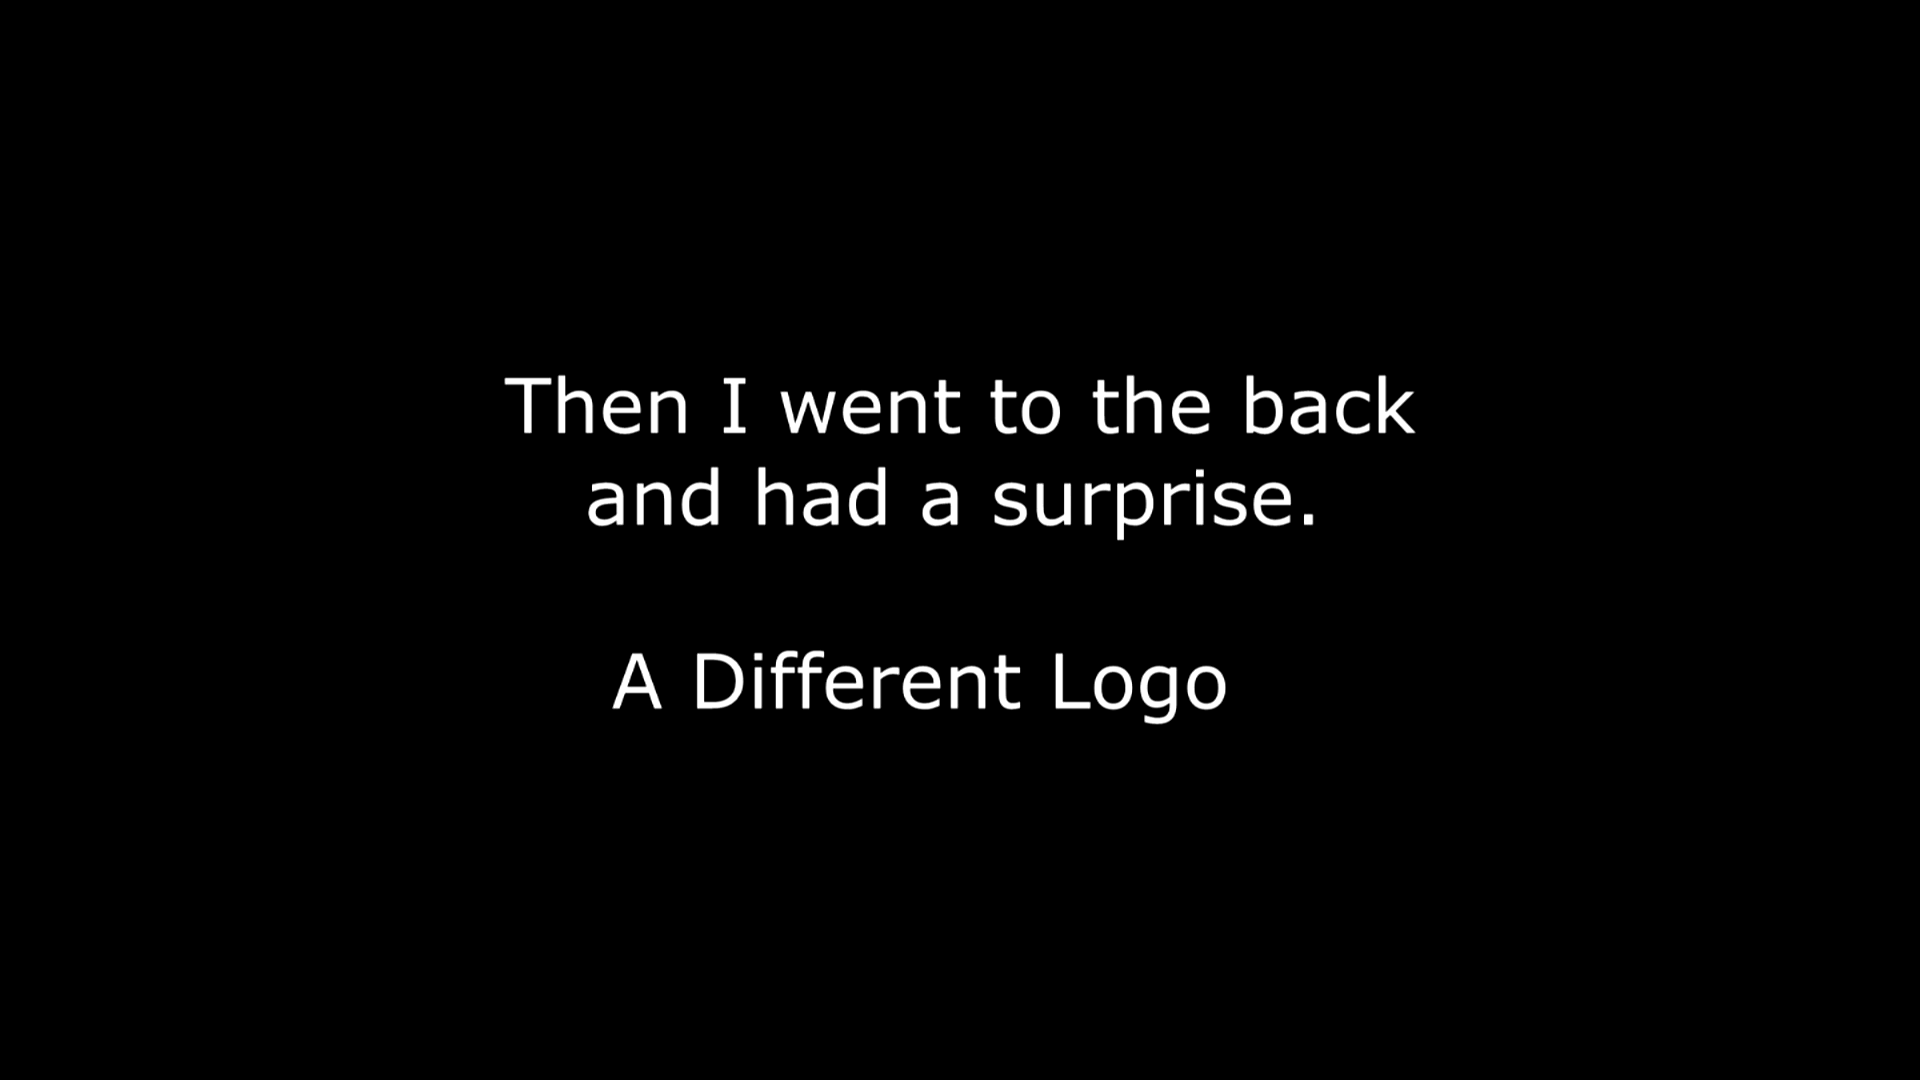 Then I went to the back
and had a surprise.
A Different Logo